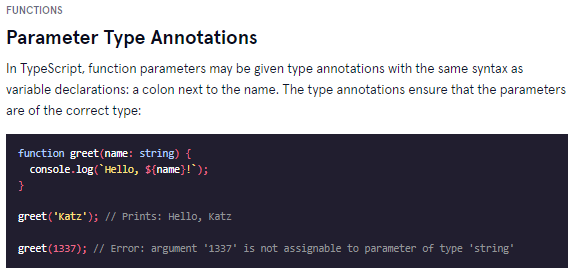 FUNCTIONS
Parameter Type Annotations
In TypeScript, function parameters may be given type annotations with the same syntax as
variable declarations: a colon next to the name. The type annotations ensure that the parameters
are of the correct type:
function greet(name: string) {
  console.log(`Hello, ${name}!`);
}
greet('Katz'); // Prints: Hello, Katz
greet(1337); // Error: argument '1337' is not assignable to parameter of type 'string'